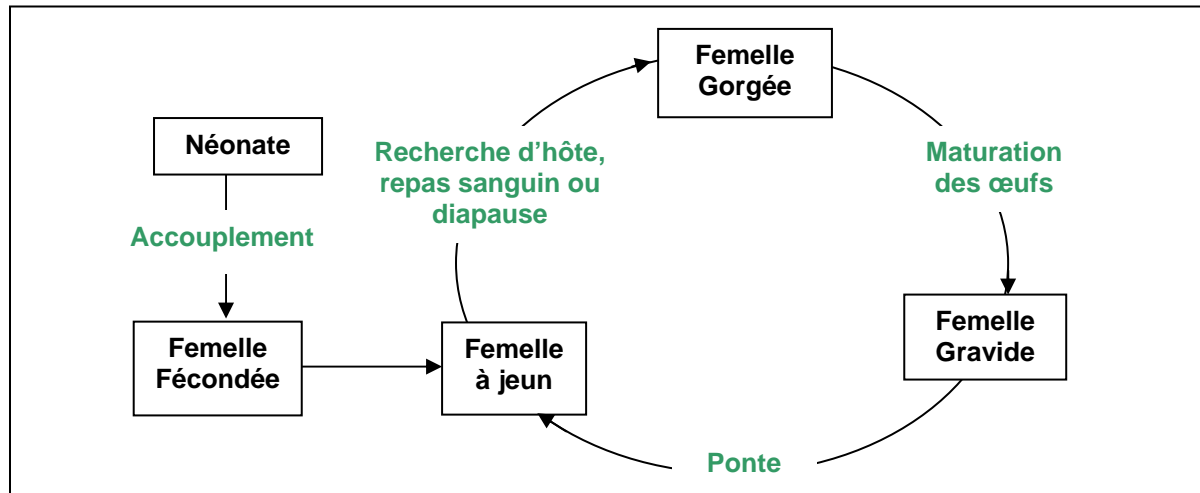 Femelle
Gorgée
Néonate
Recherche d'hôte,
repas sanguin ou
diapause
Maturation
des œufs
Accouplement
Femelle
Fécondée
Femelle
à jeun
Femelle
Gravide
Ponte